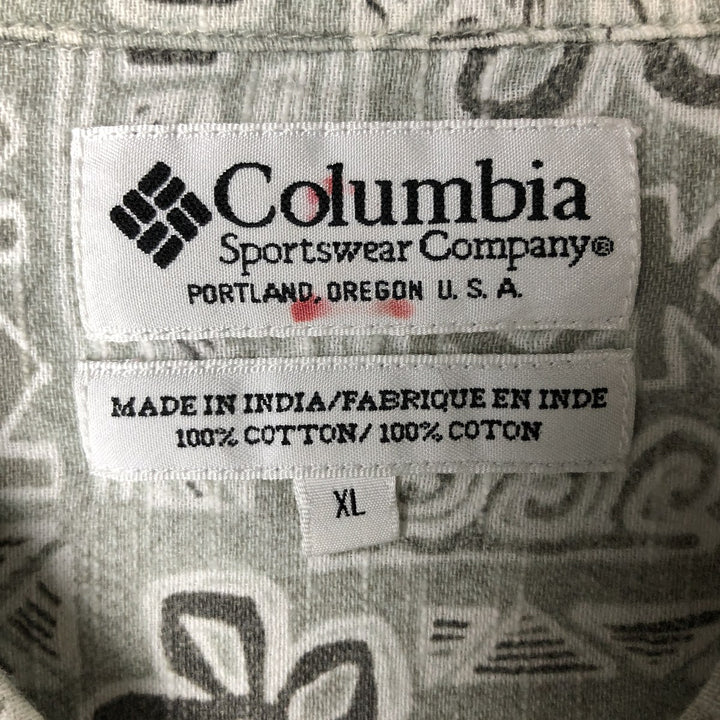 Columbia
Sportswear Company®
PORTLAND, OREGON U. S. A.
MADE IN INDIA/FABRIQUE EN INDE
100% COTTON/ 100% COTON
XL